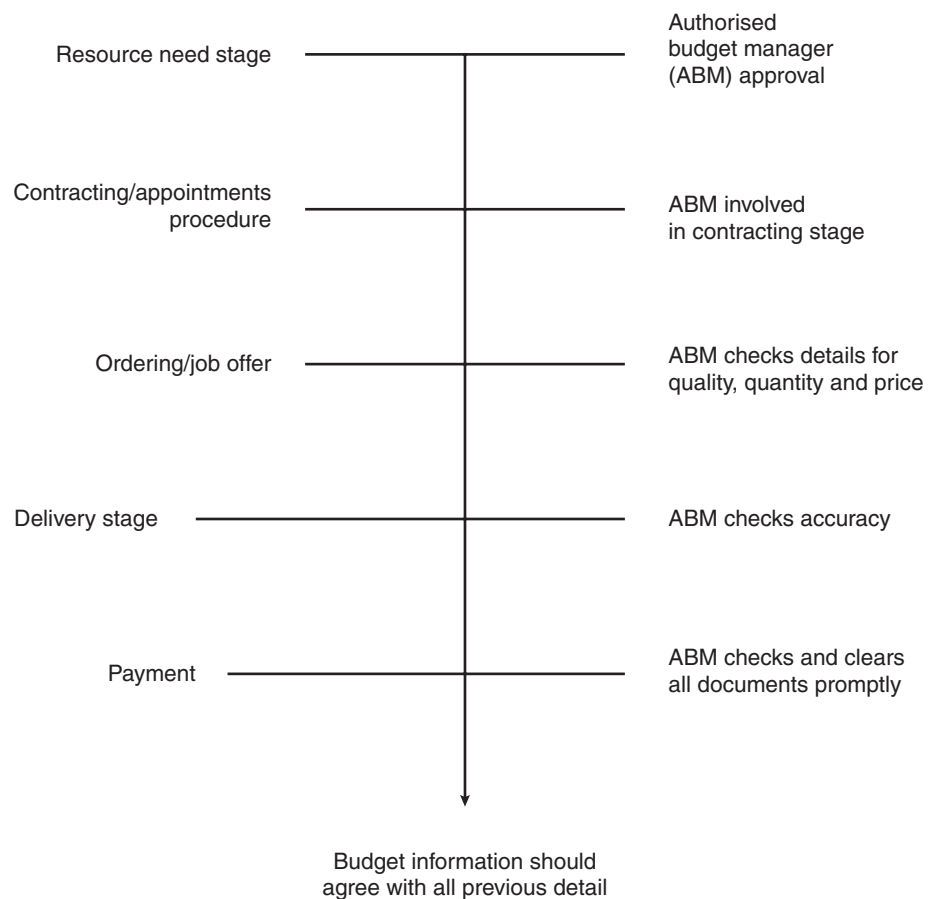 Resource need stage
Authorised
budget manager
(ABM) approval
Contracting/appointments
procedure
ABM involved
in contracting stage
Ordering/job offer
ABM checks details for
quality, quantity and price
Delivery stage
ABM checks accuracy
Payment
ABM checks and clears
all documents promptly
Budget information should
agree with all previous detail